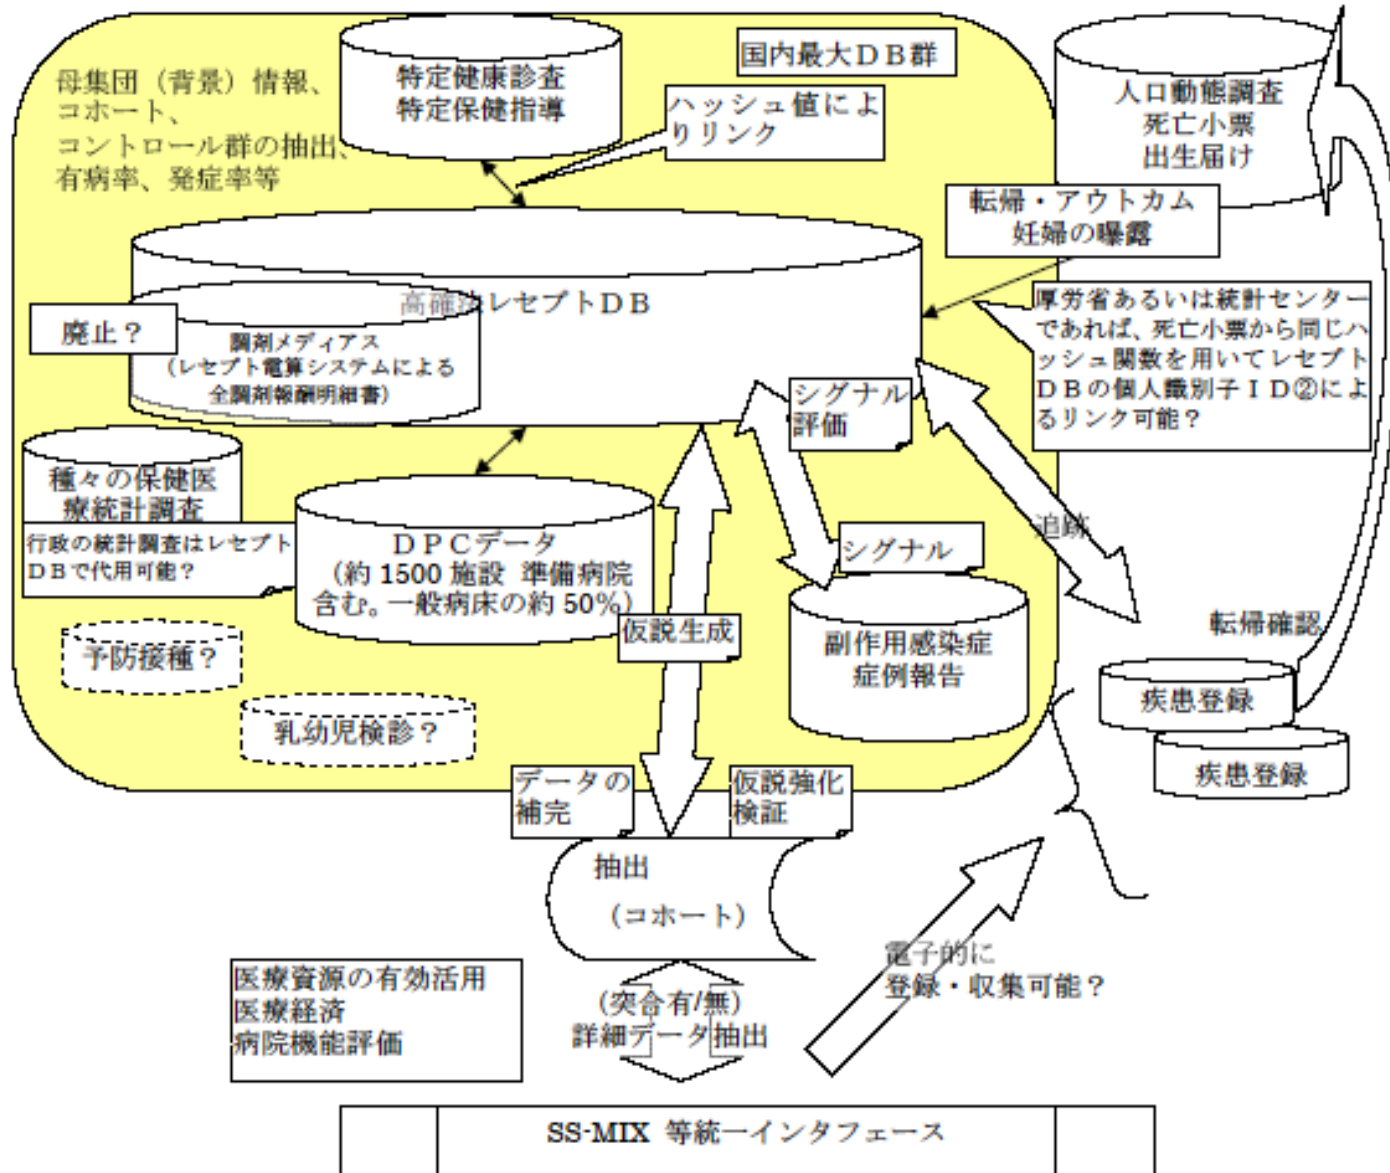 国内最大ＤＢ群
特定健康診査
特定保健指導
母集団（背景）情報、
コホート、
コントロール群の抽出、
有病率、発症率等
ハッシュ値によ
りリンク
人口動態調査
死亡小票
出生届け
転帰・アウトカム
妊婦の曝露
高確法レセプトＤＢ
廃止？
調剤メディアス
（レセプト電算システムによる
全調剤報酬明細書）
厚労省あるいは統計センター
であれば、死亡小票から同じハ
ッシュ関数を用いてレセプト
ＤＢの個人識別子ＩＤ②によ
るリンク可能？
シグナル
評価
種々の保健医
療統計調査
行政の統計調査はレセプト
ＤＢで代用可能？
ＤＰＣデータ
（約 1500 施設 準備病院
含む。一般病床の約 50％）
シグナル
追跡
仮説生成
副作用感染症
症例報告
転帰確認
予防接種？
乳幼児検診？
疾患登録
疾患登録
データの
補完
仮説強化
検証
抽出
（コホート）
電子的に
登録・収集可能？
医療資源の有効活用
医療経済
病院機能評価
（突合有/無）
詳細データ抽出
SS-MIX 等統一インタフェース